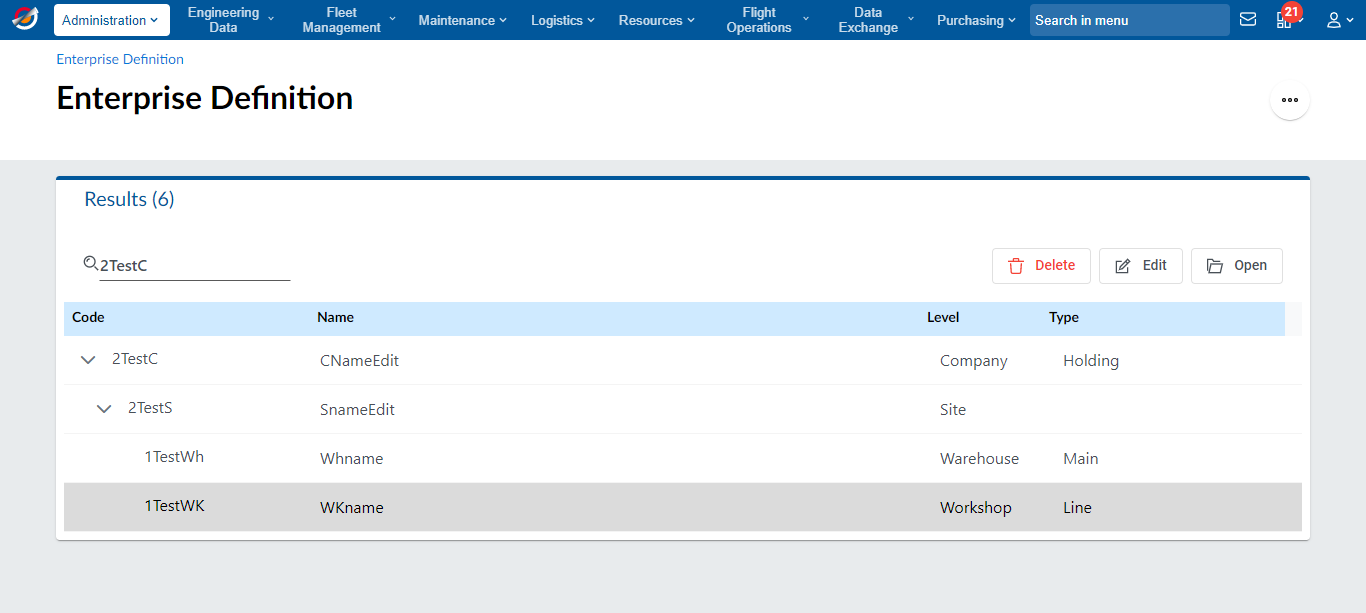 Administration
Engineering Data
Fleet Management
Maintenance
Logistics
Resources
Flight Operations
Data Exchange
Purchasing
Search in menu
21
Enterprise Definition
Enterprise Definition
Results (6)
2TestC
Delete
Edit
Open
Code Name Level Type
2TestC CNameEdit Company Holding
2TestS SnameEdit Site
1TestWh Whname Warehouse Main
1TestWK WKname Workshop Line